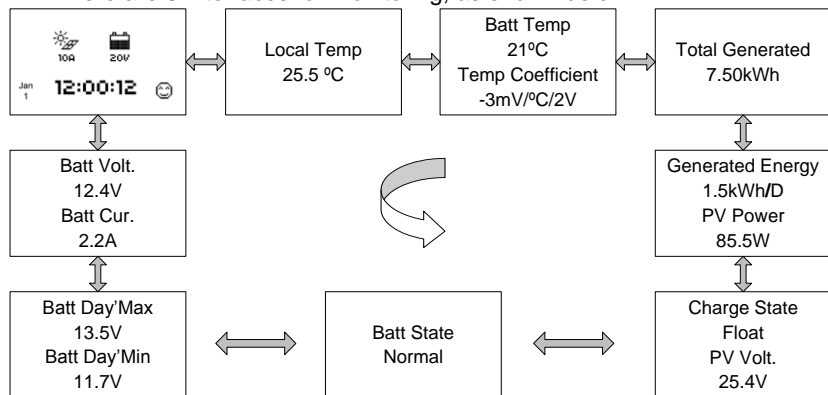 monitoring, as
10A
20V
Jan
1
12:00:12
Local Temp
25.5 ºC
Batt Temp
21ºC
Temp Coefficient
-3mV/ºC/2V
Total Generated
7.50kWh
Batt Volt.
12.4V
Batt Cur.
2.2A
Generated Energy
1.5kWh/D
PV Power
85.5W
Batt Day'Max
13.5V
Batt Day'Min
11.7V
Batt State
Normal
Charge State
Float
PV Volt.
25.4V